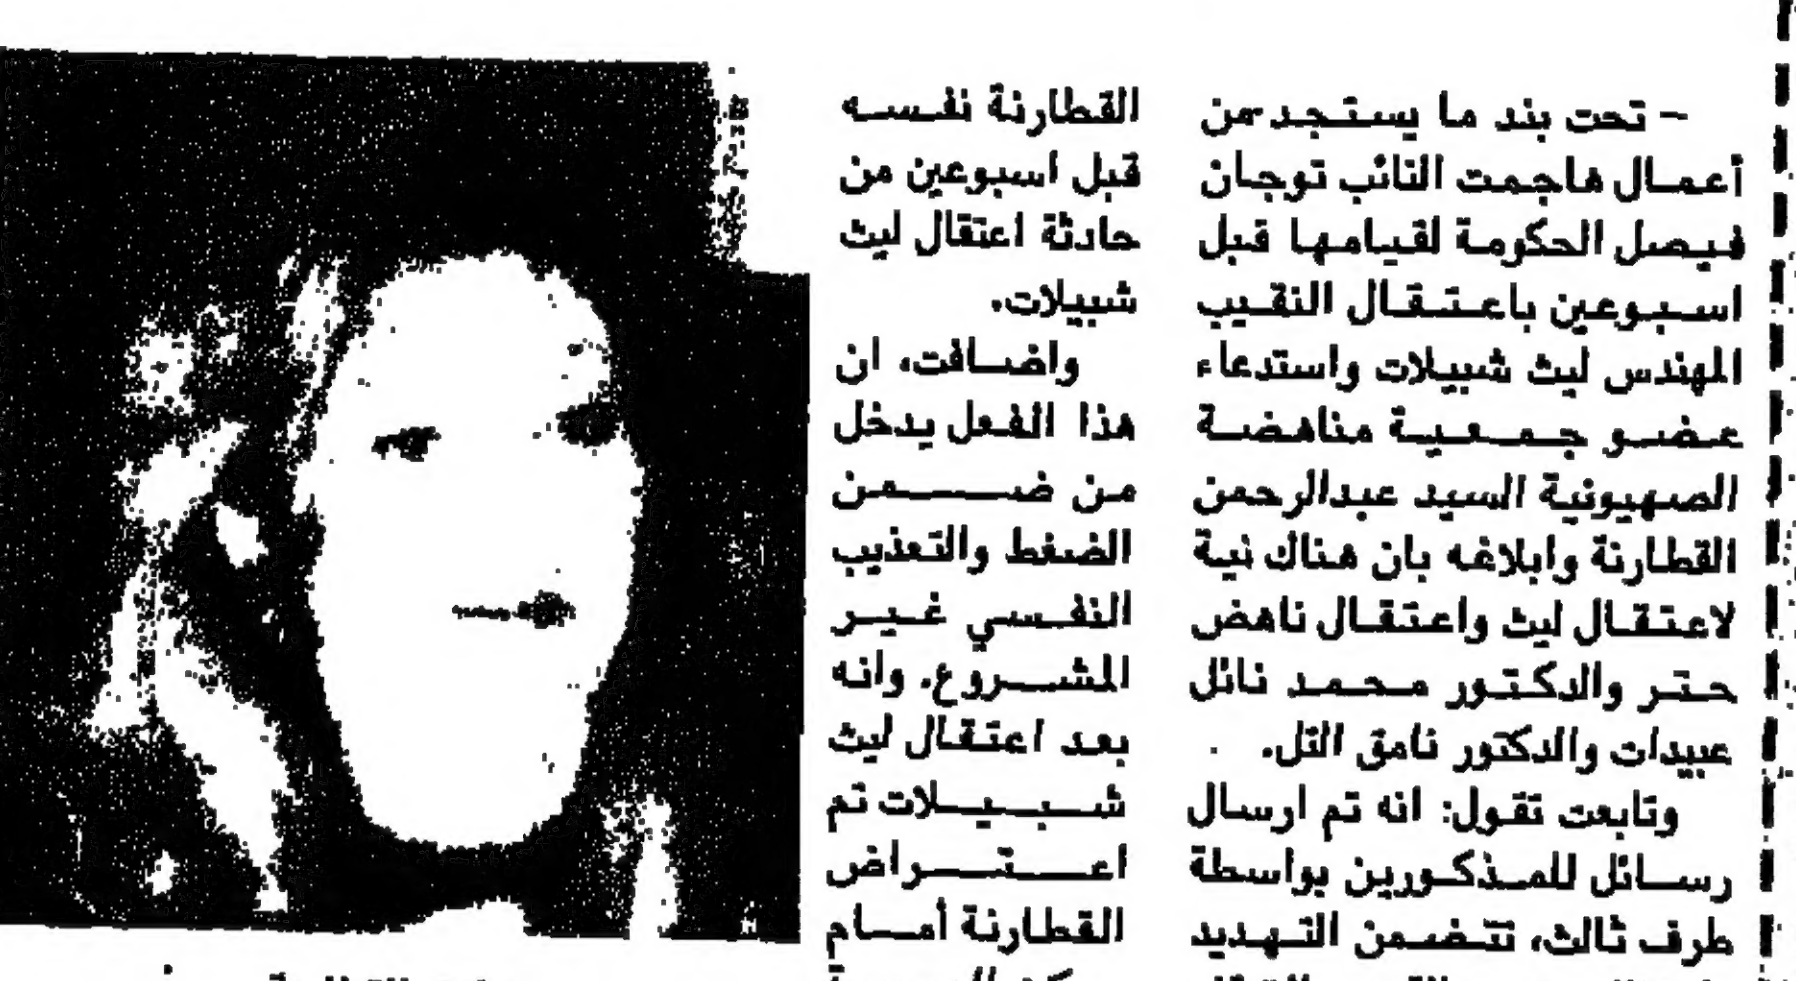 – تحت بند ما يستجد من
أعمال هاجمت النائب توجان
فيصل الحكومة لقيامها قبل
اسبوعين باعتقال النقيب
المهندس ليث شبيلات واستدعاء
عضو جمعية مناهضة
الصهيونية السيد عبدالرحمن
القطارنة وابلاغه بان هناك نية
لاعتقال ليث واعتقال ناهض
حتر والدكتور محمد نائل
عبيدات والدكتور نامق التل.
وتابعت تقول: انه تم ارسال
رسائل للمذكورين بواسطة
طرف ثالث، تتضمن التهديد
القطارنة نفسه
قبل اسبوعين من
حادثة اعتقال ليث
شبيلات.
واضافت، ان
هذا الفعل يدخل
من ضمن
الضغط والتعذيب
النفسي غير
المشروع. وانه
بعد اعتقال ليث
شبيلات تم
اعتراض
القطارنة أمام